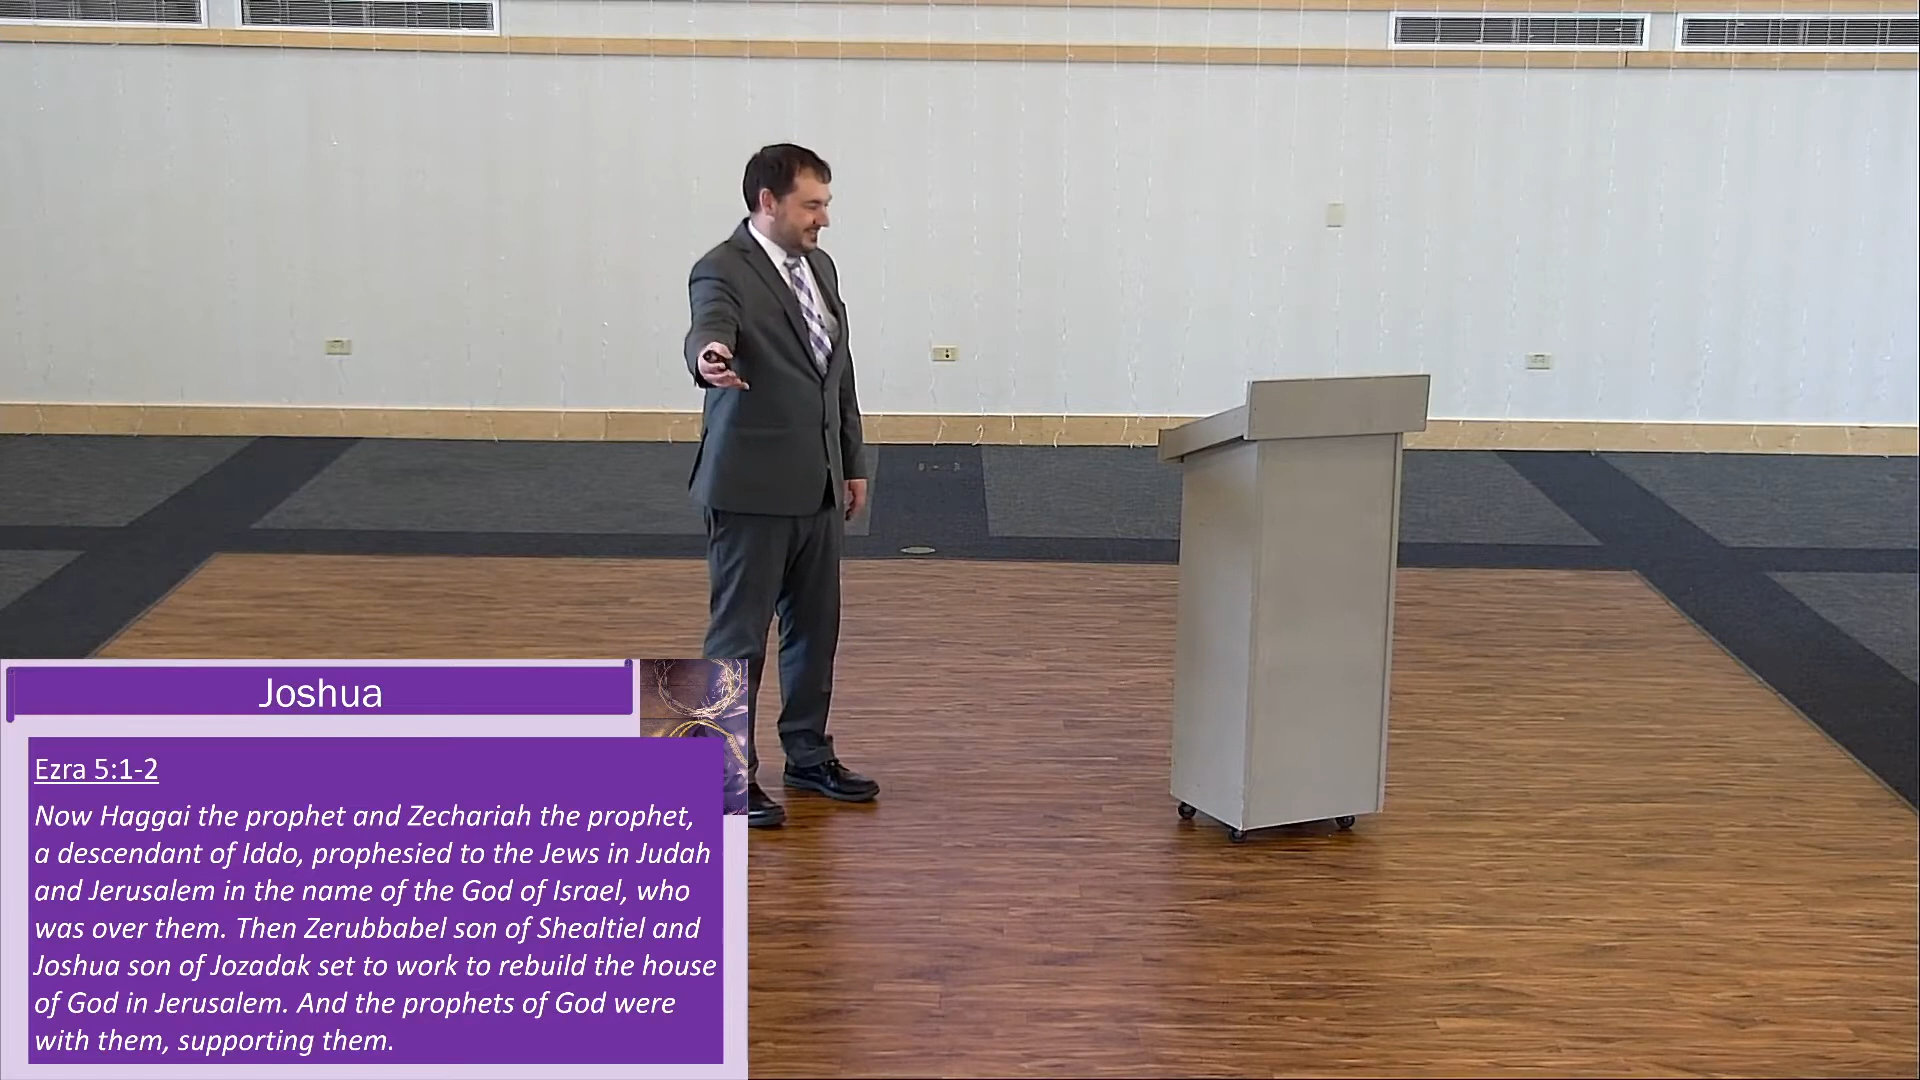 Joshua
Ezra 5:1-2
Now Haggai the prophet and Zechariah the prophet,
a descendant of Iddo, prophesied to the Jews in Judah
and Jerusalem in the name of the God of Israel, who
was over them. Then Zerubbabel son of Shealtiel and
Joshua son of Jozadak set to work to rebuild the house
of God in Jerusalem. And the prophets of God were
with them, supporting them.